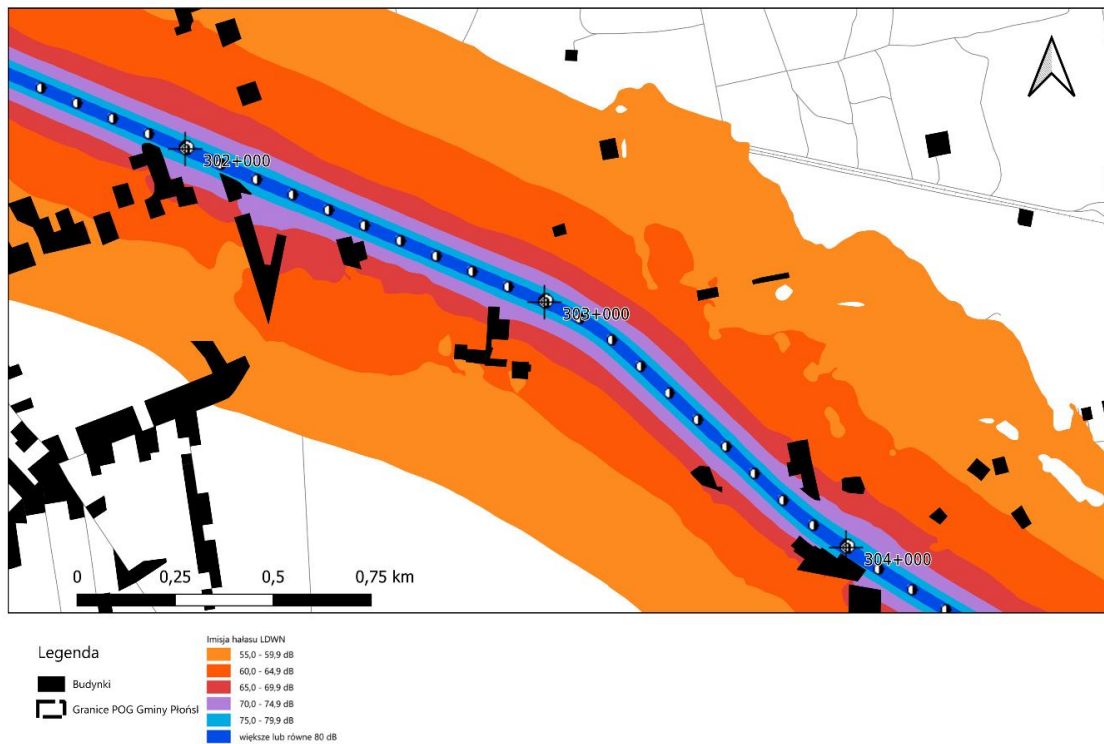 302+000
303+000
304+000
0 0,25 0,5 0,75 km
Legenda
Budynki
Granice POG Gminy Płońsk
Imisja hałasu LDWN
55,0 - 59,9 dB
60,0 - 64,9 dB
65,0 - 69,9 dB
70,0 - 74,9 dB
75,0 - 79,9 dB
większe lub równe 80 dB